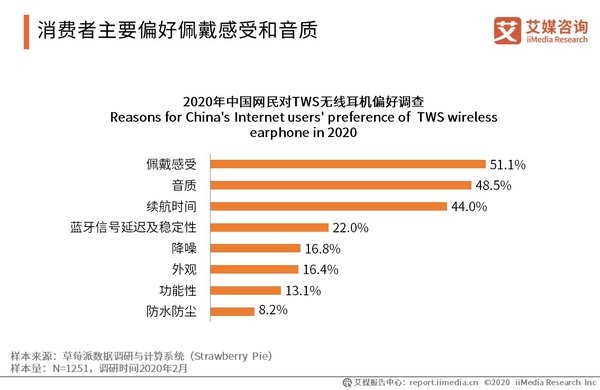 消费者主要偏好佩戴感受和音质
艾 艾媒咨询
iiMedia Research
2020年中国网民对TWS无线耳机偏好调查
Reasons for China's Internet users' preference of TWS wireless
earphone in 2020
佩戴感受 51.1%
音质 48.5%
续航时间 44.0%
蓝牙信号延迟及稳定性 22.0%
降噪 16.8%
外观 16.4%
功能性 13.1%
防水防尘 8.2%
样本来源：草莓派数据调研与计算系统（Strawberry Pie）
样本量：N=1251，调研时间2020年2月
艾媒报告中心：report.iimedia.cn ©2020 iiMedia Research Inc